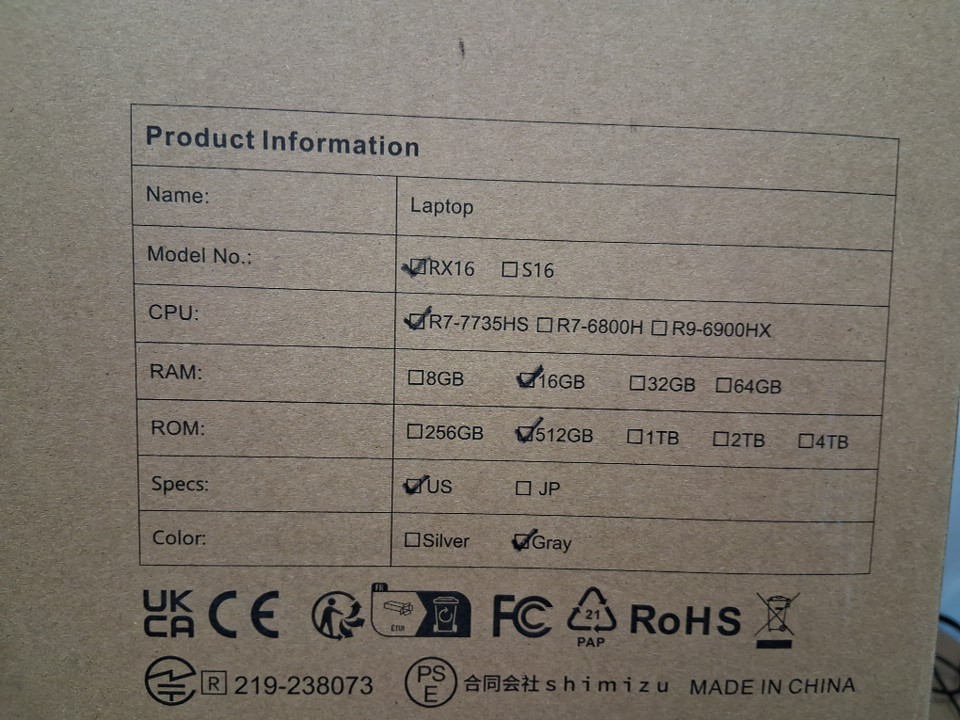 Product Information
Name: Laptop
Model No.: ☑RX16 ☐S16
CPU: ☑R7-7735HS ☐R7-6800H ☐R9-6900HX
RAM: ☐8GB ☑16GB ☐32GB ☐64GB
ROM: ☐256GB ☑512GB ☐1TB ☐2TB ☐4TB
Specs: ☑US ☐JP
Color: ☐Silver ☑Gray
UK CA CE FR ÉTUI FC 21 PAP RoHS
R 219-238073 PS E 合同会社shimizu MADE IN CHINA